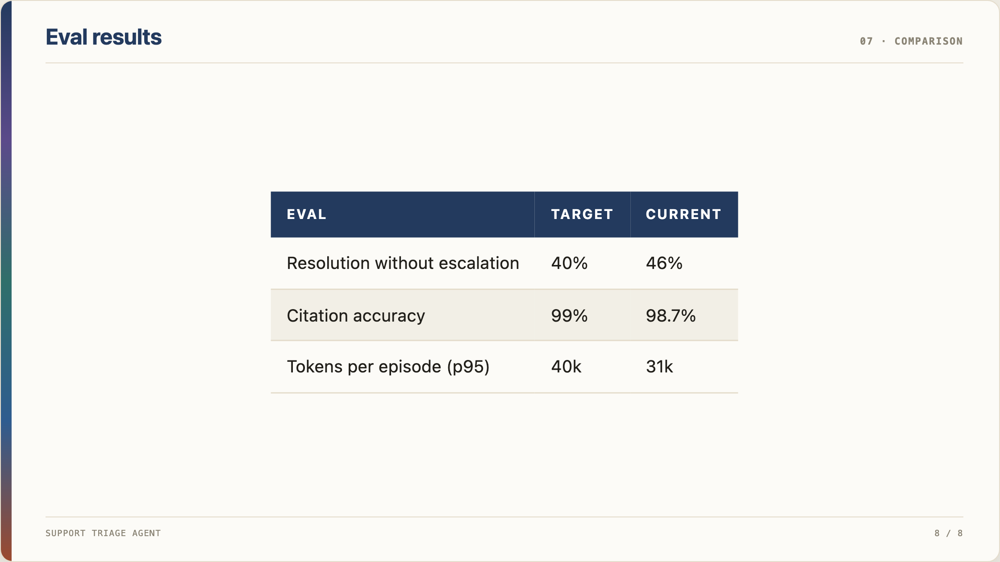 Eval results
07 · COMPARISON
EVAL TARGET CURRENT
Resolution without escalation 40% 46%
Citation accuracy 99% 98.7%
Tokens per episode (p95) 40k 31k
SUPPORT TRIAGE AGENT
8 / 8